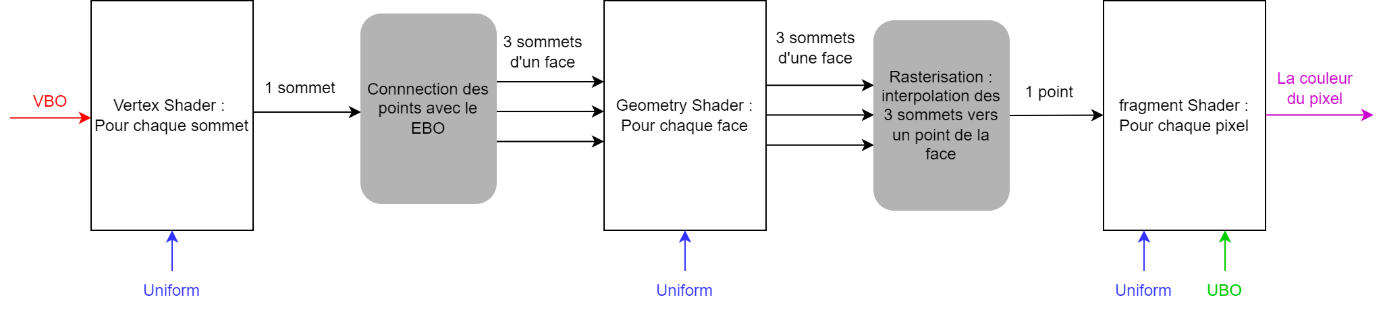 VBO
Vertex Shader :
Pour chaque sommet
Uniform
1 sommet
Connnection des
points avec le
EBO
3 sommets
d'un face
Geometry Shader :
Pour chaque face
Uniform
3 sommets
d'une face
Rasterisation :
interpolation des
3 sommets vers
un point de la
face
1 point
fragment Shader :
Pour chaque pixel
Uniform
UBO
La couleur
du pixel